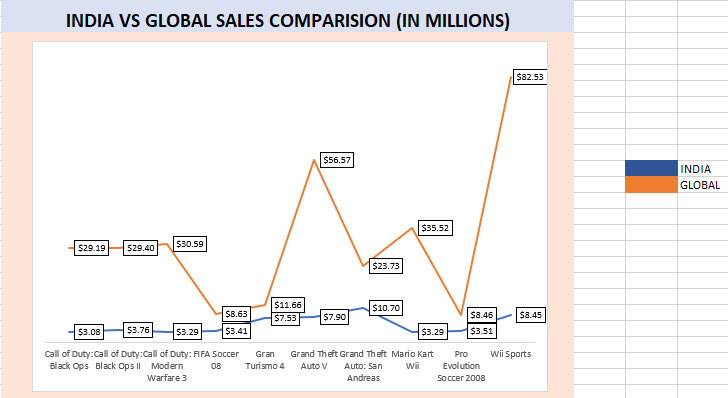 INDIA VS GLOBAL SALES COMPARISION (IN MILLIONS)
$82.53
$56.57
INDIA
GLOBAL
$35.52
$29.19
$29.40
$30.59
$23.73
$8.63
$11.66
$10.70
$8.46
$8.45
$3.08
$3.76
$3.29
$3.41
$7.53
$7.90
$3.29
$3.51
Call of Duty: Black Ops
Call of Duty: Black Ops II
Call of Duty: Modern Warfare 3
FIFA Soccer 08
Gran Turismo 4
Grand Theft Auto V
Grand Theft Auto: San Andreas
Mario Kart Wii
Pro Evolution Soccer 2008
Wii Sports